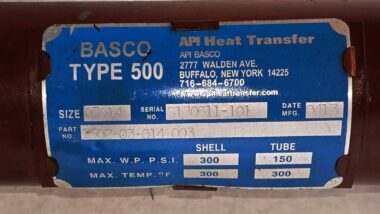 BASCO
TYPE 500
API Heat Transfer
API BASCO
2777 WALDEN AVE.
BUFFALO, NEW YORK 14225
716-684-6700
SIZE SERIAL NO. DATE MFG. 0413
PART NO.
SHELL TUBE
MAX. W.P. P.S.I. 300 150
MAX. TEMP. °F. 300 300